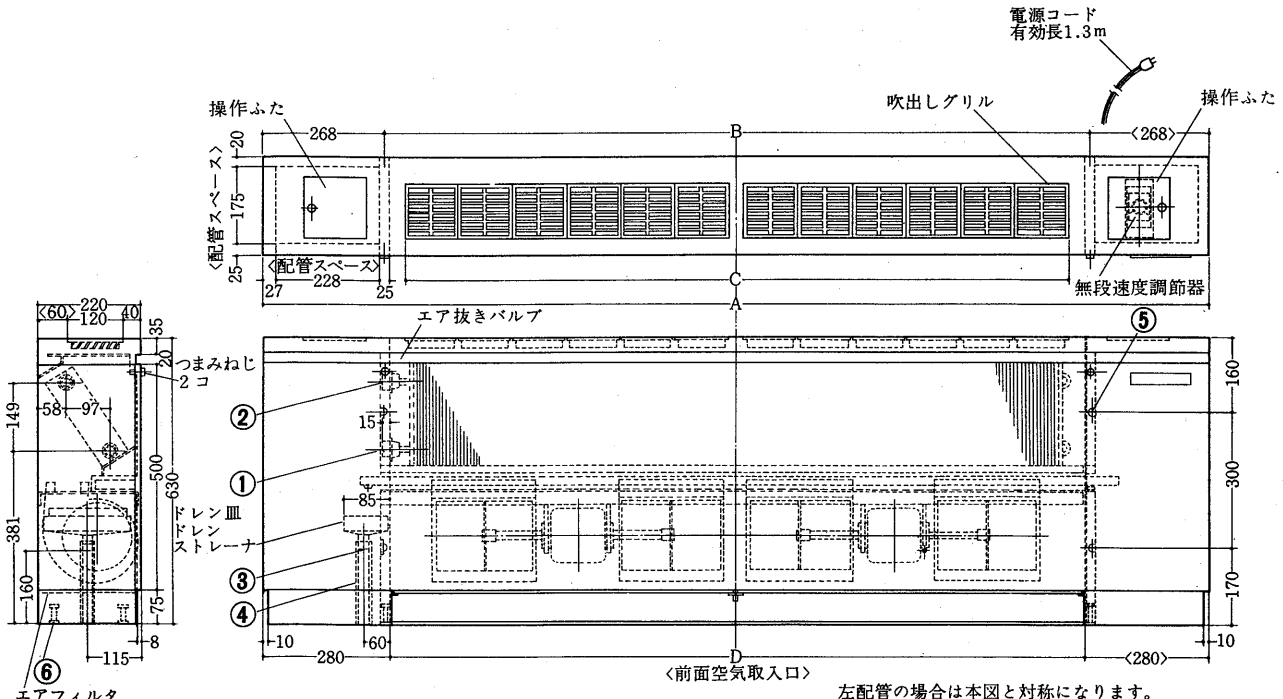 電源コード
有効長1.3m
操作ふた
吹出しグリル
操作ふた
268
B
〈268〉
20
175
25
〈配管スペース〉
〈配管スペース〉
27
228
25
C
無段速度調節器
A
エア抜きバルブ
⑤
220
〈60〉
120
40
35
20
つまみねじ
2コ
②
160
149
58
97
15
500
630
①
300
381
85
ドレン皿
ドレン
ストレーナ
③
160
④
170
75
8
10
60
10
115
280
D
〈280〉
⑥
〈前面空気取入口〉
エアフィルタ
左配管の場合は本図と対称になります。